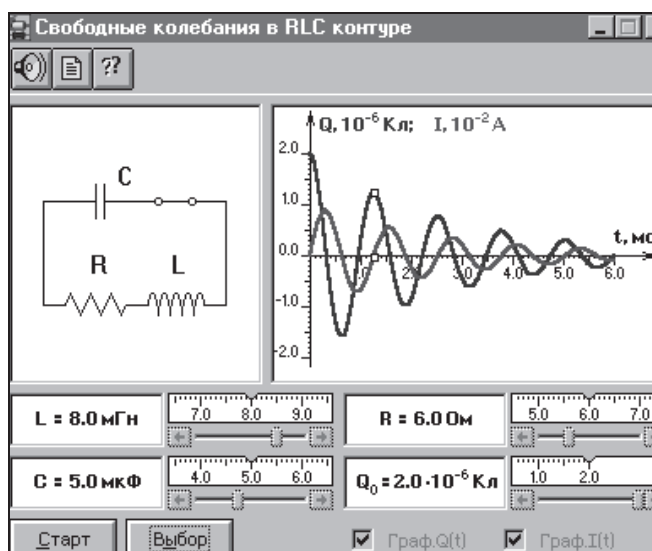 Свободные колебания в RLC контуре
??
Q, 10⁻⁶ Кл; I, 10⁻² А
2.0
1.0
0.0
-1.0
-2.0
1.0 2.0 3.0 4.0 5.0 6.0
t, мс
C
R L
L = 8.0 мГн
7.0 8.0 9.0
R = 6.0 Ом
5.0 6.0 7.0
C = 5.0 мкФ
4.0 5.0 6.0
Q₀ = 2.0 · 10⁻⁶ Кл
1.0 2.0
Старт
Выбор
Граф.Q(t)
Граф.I(t)